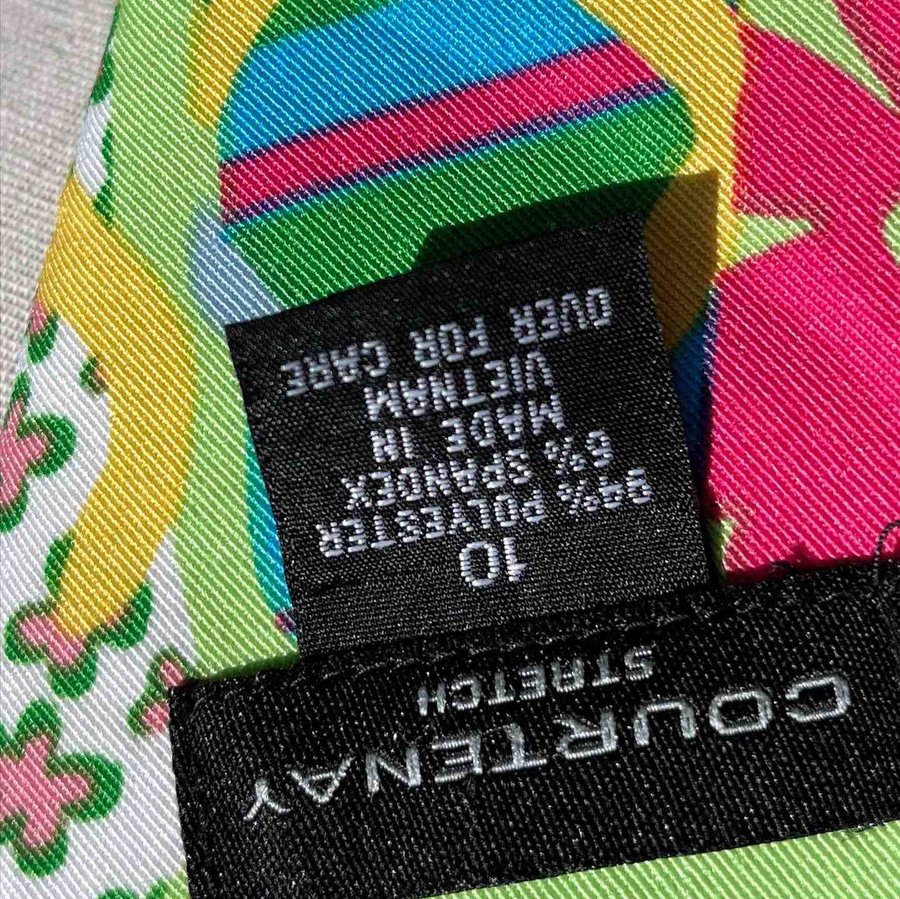 COURTENAY
STRETCH
10
94% POLYESTER
6% SPANDEX
MADE IN
VIETNAM
OVER FOR CARE